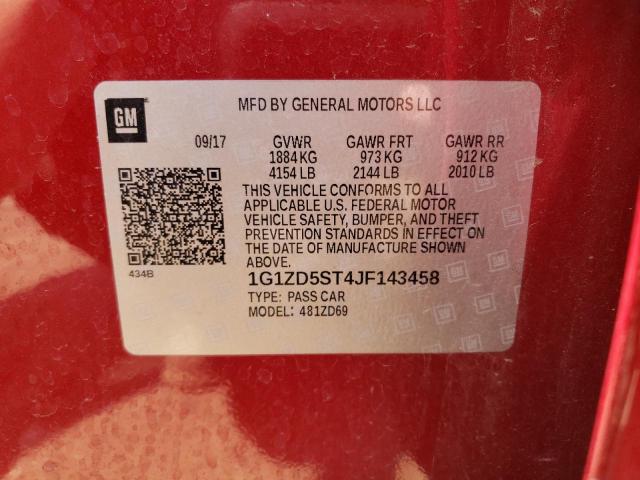 GM
MFD BY GENERAL MOTORS LLC
09/17 GVWR GAWR FRT GAWR RR
1884 KG 973 KG 912 KG
4154 LB 2144 LB 2010 LB
THIS VEHICLE CONFORMS TO ALL
APPLICABLE U.S. FEDERAL MOTOR
VEHICLE SAFETY, BUMPER, AND THEFT
PREVENTION STANDARDS IN EFFECT ON
THE DATE OF MANUFACTURE SHOWN
ABOVE.
434B
1G1ZD5ST4JF143458
TYPE: PASS CAR
MODEL: 481ZD69